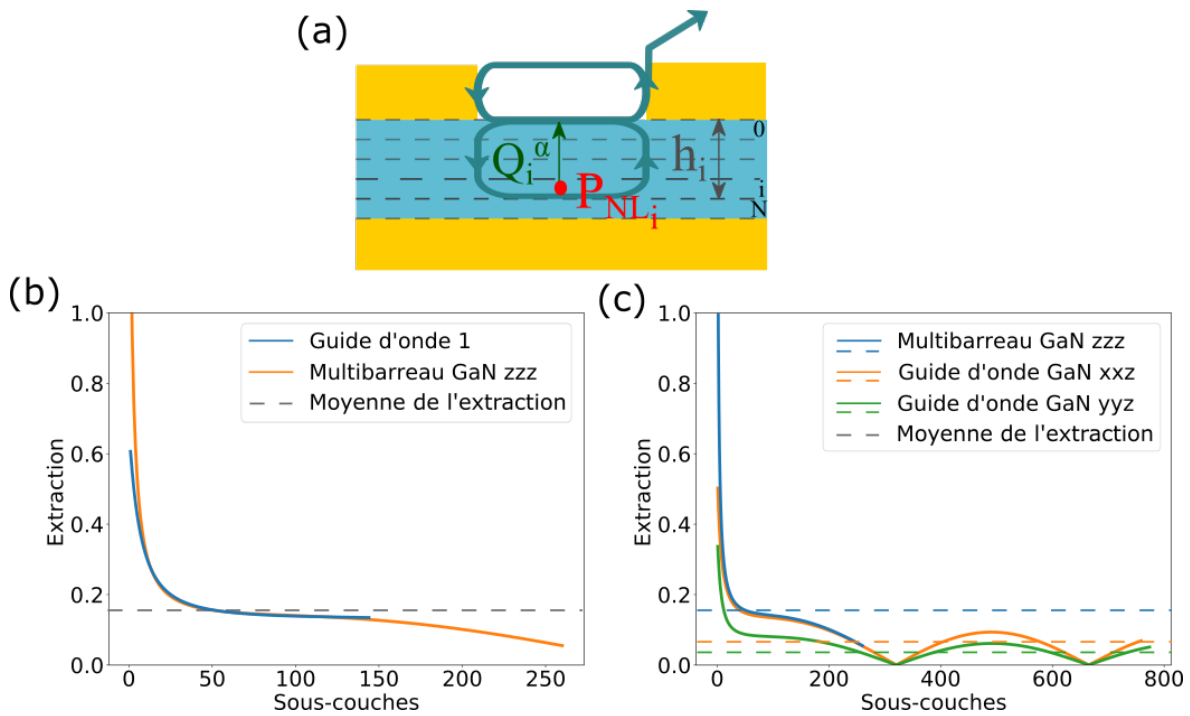 (a)
0
Q_i^α
h_i
i
P_NL_i
N
(b)
(c)
1.0
0.8
0.6
0.4
0.2
0.0
Extraction
Guide d'onde 1
Multibarreau GaN zzz
Moyenne de l'extraction
0
50
100
150
200
250
Sous-couches
1.0
0.8
0.6
0.4
0.2
0.0
Extraction
Multibarreau GaN zzz
Guide d'onde GaN xxz
Guide d'onde GaN yyz
Moyenne de l'extraction
0
200
400
600
800
Sous-couches